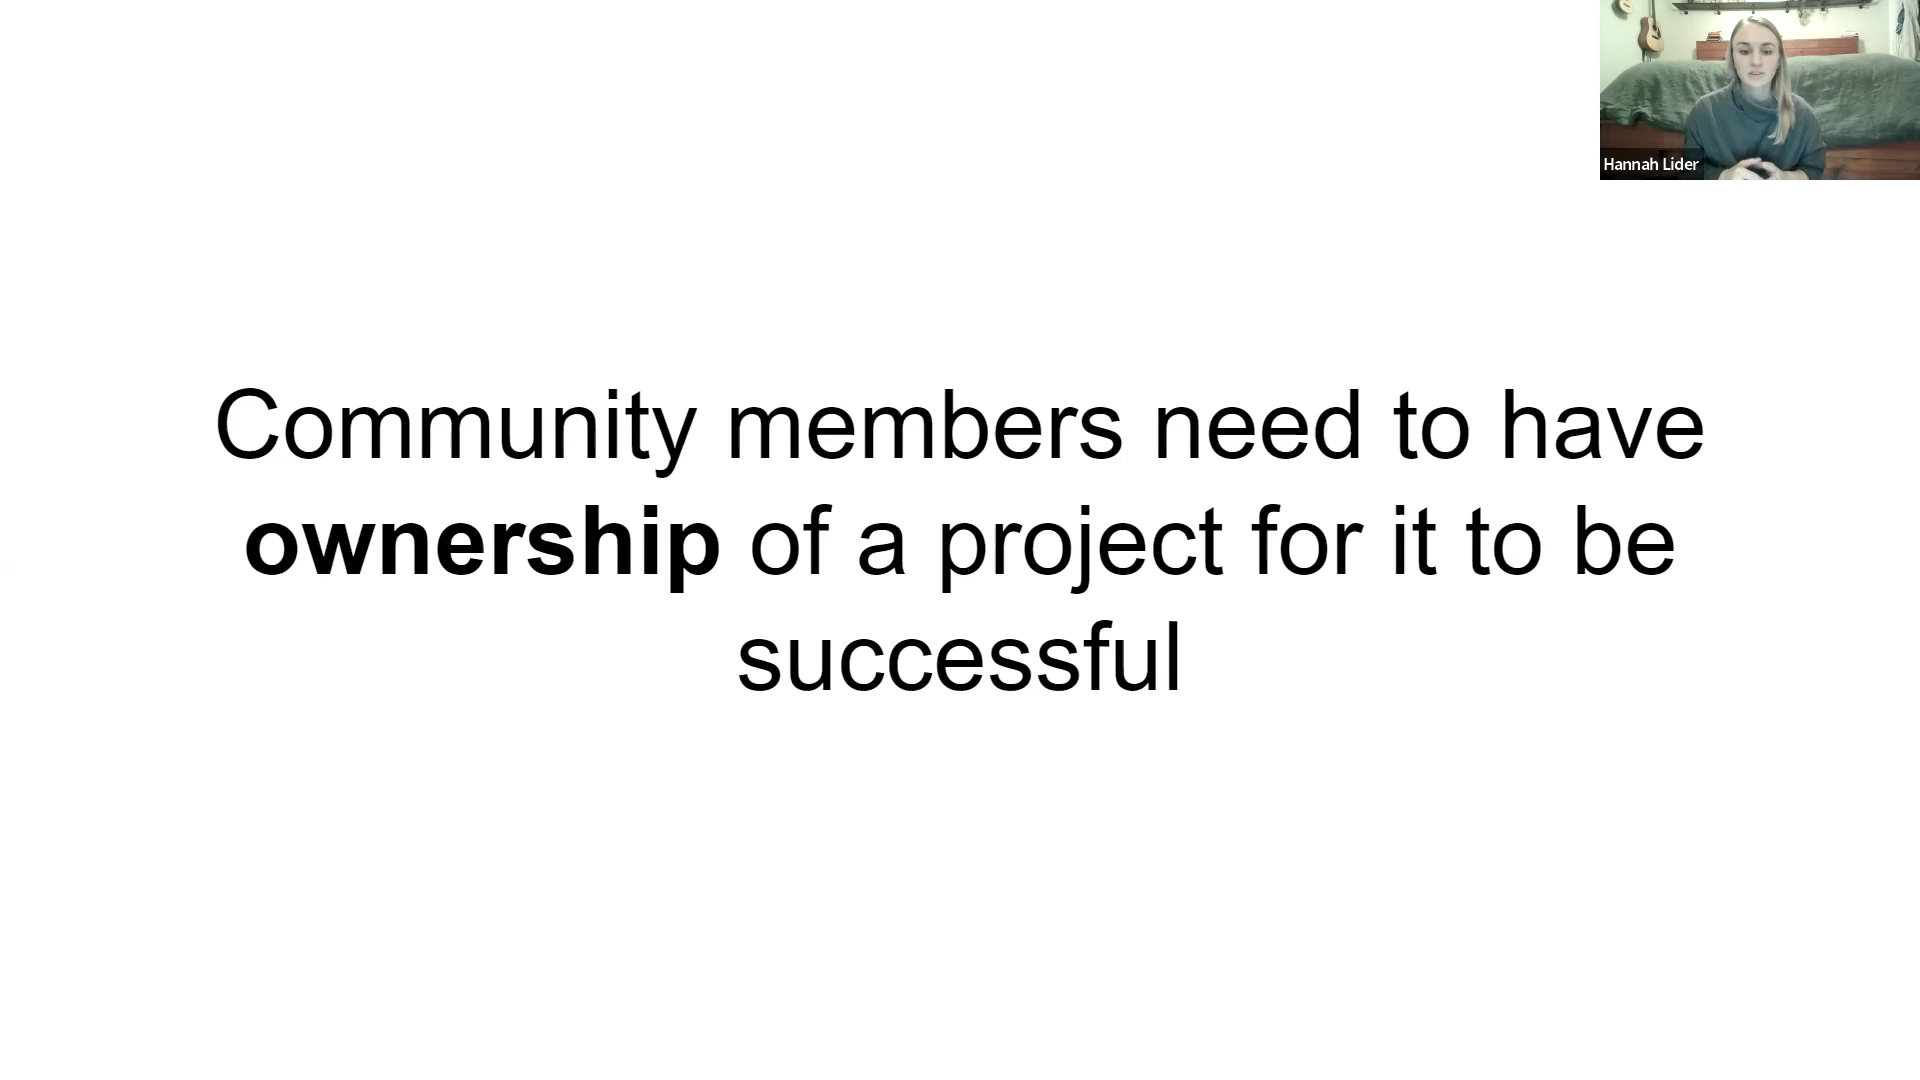 Hannah Lider
Community members need to have
ownership of a project for it to be
successful